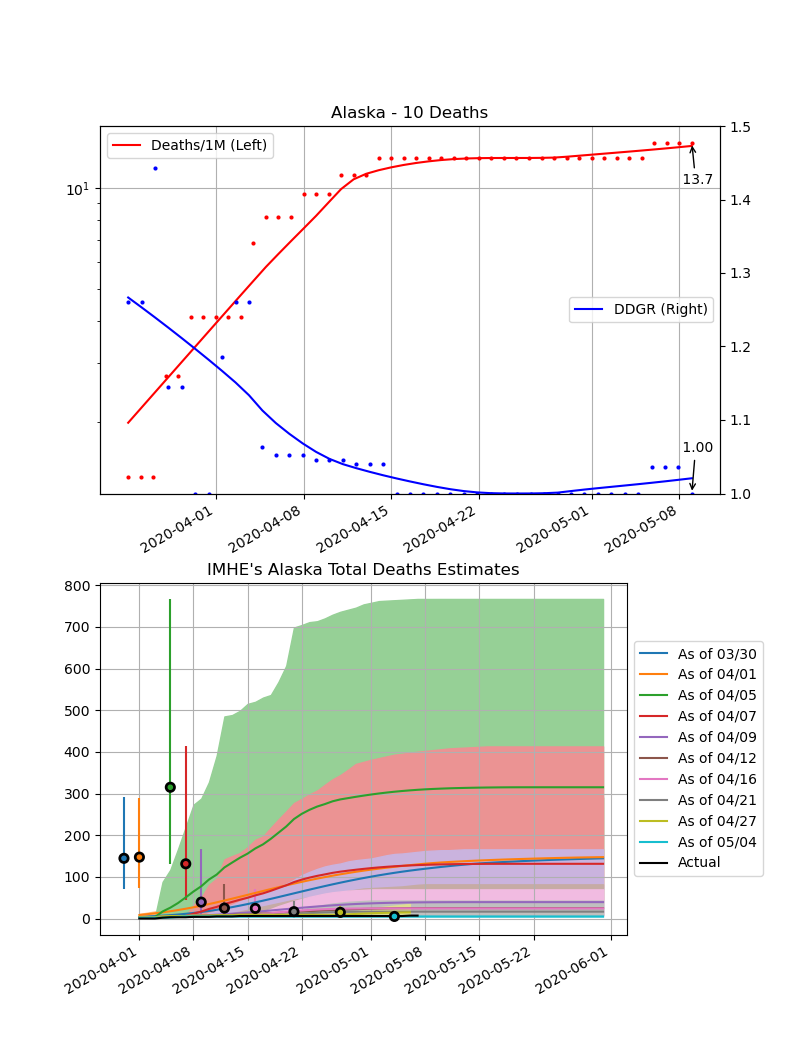 Alaska - 10 Deaths
Deaths/1M (Left)
10¹
13.7
DDGR (Right)
1.00
1.5
1.4
1.3
1.2
1.1
1.0
2020-04-01
2020-04-08
2020-04-15
2020-04-22
2020-05-01
2020-05-08
IMHE's Alaska Total Deaths Estimates
800
700
600
500
400
300
200
100
0
2020-04-01
2020-04-08
2020-04-15
2020-04-22
2020-05-01
2020-05-08
2020-05-15
2020-05-22
2020-06-01
As of 03/30
As of 04/01
As of 04/05
As of 04/07
As of 04/09
As of 04/12
As of 04/16
As of 04/21
As of 04/27
As of 05/04
Actual